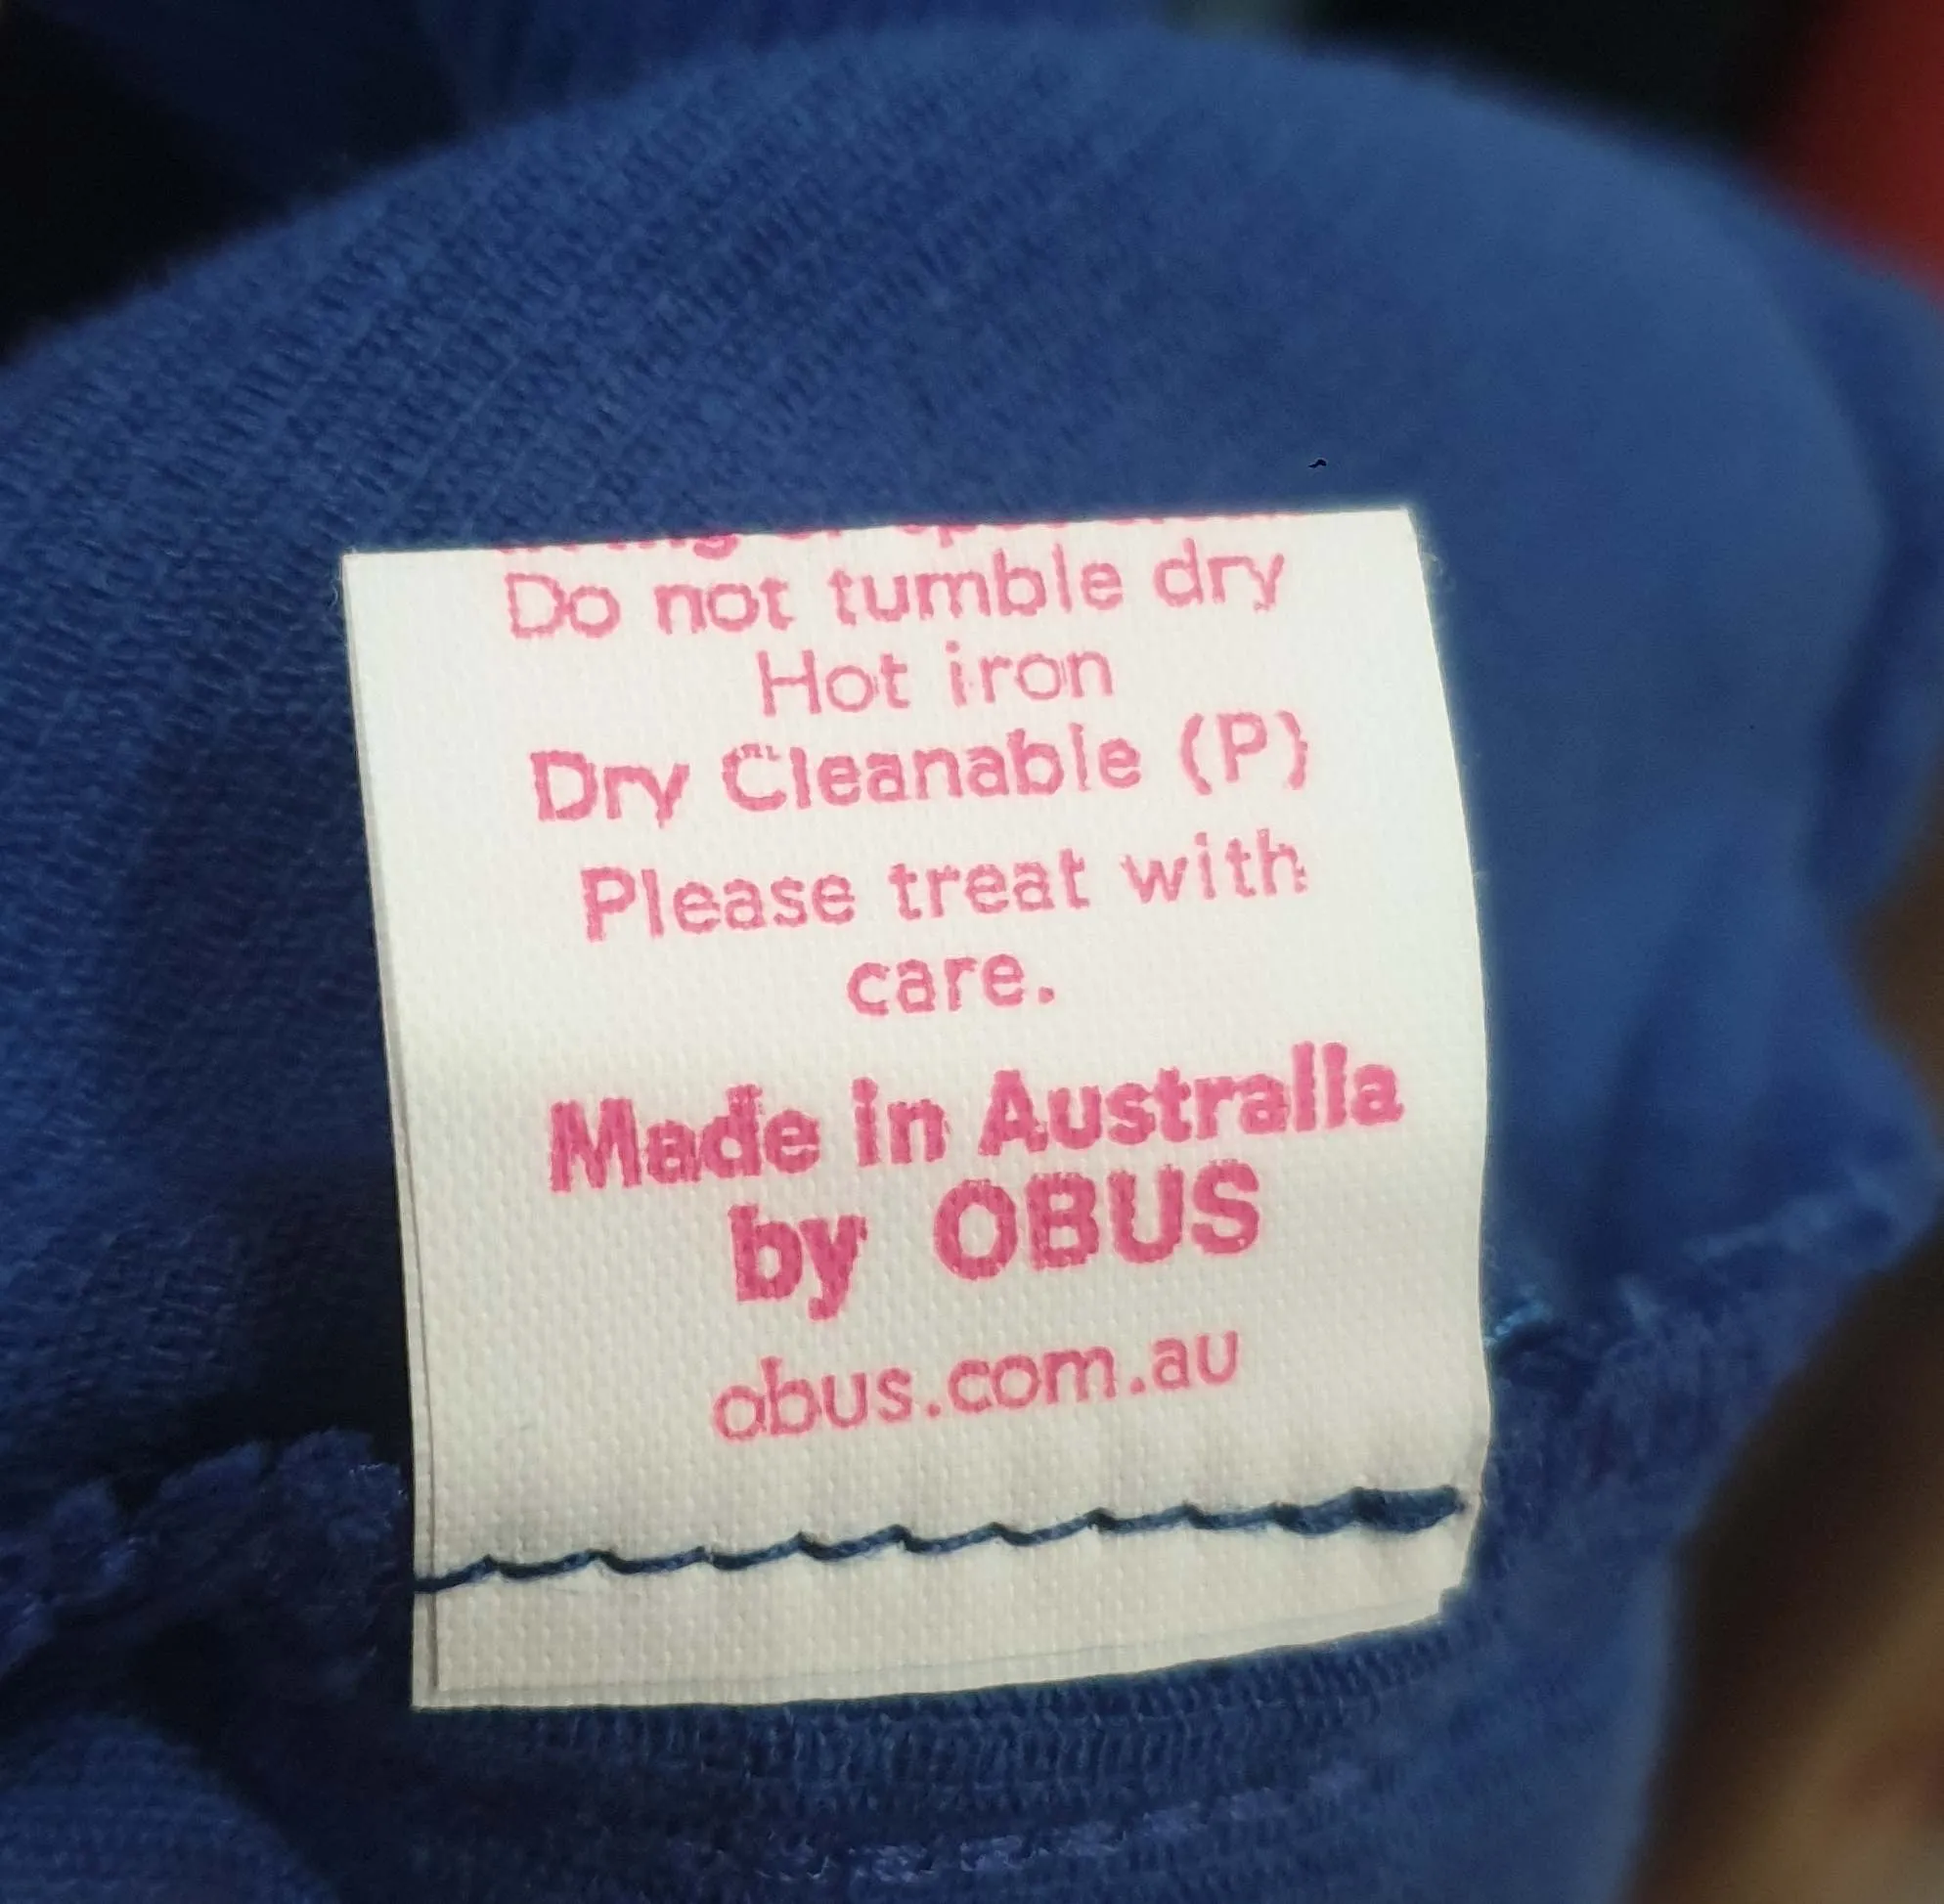 Do not tumble dry
Hot iron
Dry Cleanable (P)
Please treat with
care.
Made in Australia
by OBUS
obus.com.au